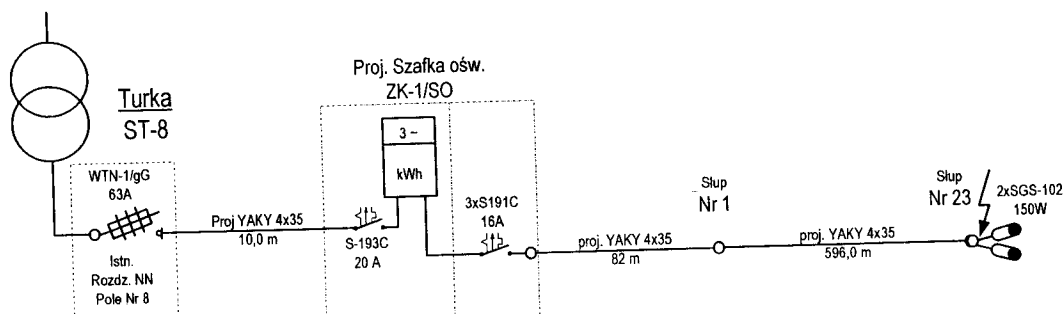 Turka
ST-8
WTN-1/gG
63A
Istn.
Rozdz. NN
Pole Nr 8
Proj YAKY 4x35
10,0 m
Proj. Szafka ośw.
ZK-1/SO
3 ~
kWh
S-193C
20 A
3xS191C
16A
proj. YAKY 4x35
82 m
Słup
Nr 1
proj. YAKY 4x35
596,0 m
Słup
Nr 23
2xSGS-102
150W